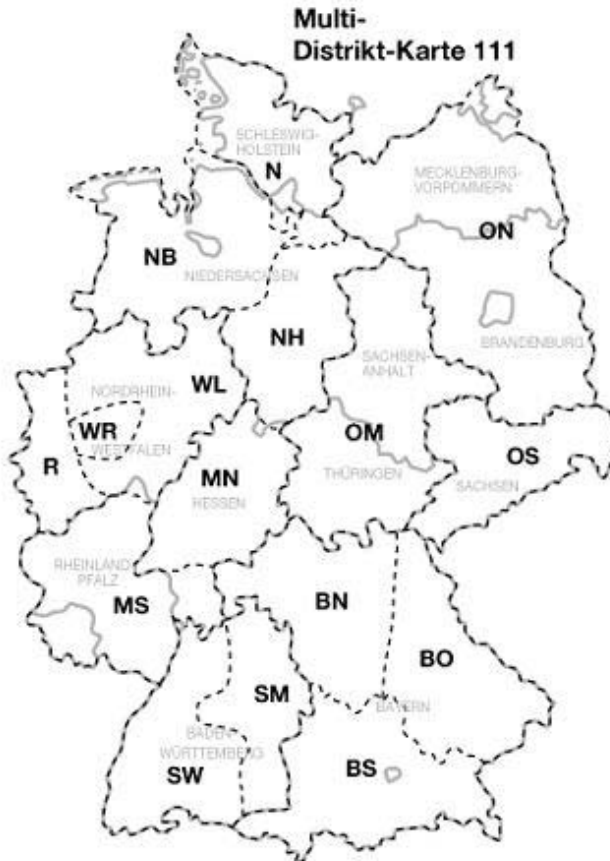 Multi-
Distrikt-Karte 111
SCHLESWIG-
HOLSTEIN
N
MECKLENBURG-
VORPOMMERN
ON
NB
NIEDERSACHSEN
NH
BRANDENBURG
SACHSEN-
ANHALT
WL
NORDRHEIN-
WR
WESTFALEN
OM
R
OS
MN
THÜRINGEN
SACHSEN
HESSEN
RHEINLAND
PFALZ
MS
BN
BO
SM
BAYERN
BADEN-
WÜRTTEMBERG
SW
BS